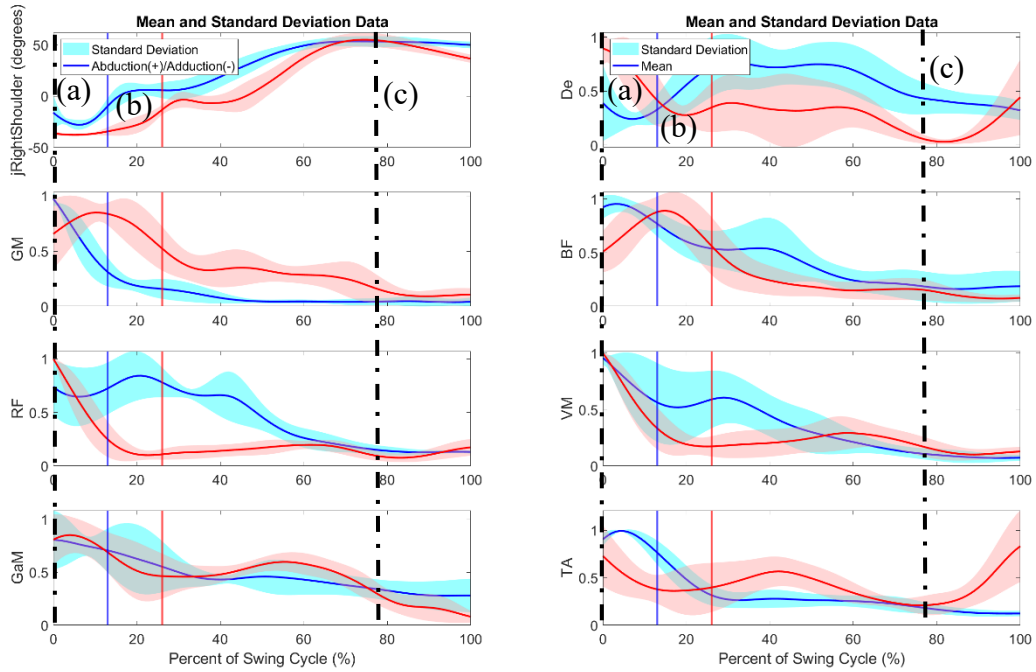 Mean and Standard Deviation Data
jRightShoulder (degrees)
50
0
-50
Standard Deviation
Abduction(+)/Adduction(-)
(a)
(b)
(c)
0 20 40 60 80 100
Mean and Standard Deviation Data
De
1
0.5
0
Standard Deviation
Mean
(a)
(b)
(c)
0 20 40 60 80 100
GM
1
0.5
0
0 20 40 60 80 100
BF
1
0.5
0
0 20 40 60 80 100
RF
1
0.5
0
0 20 40 60 80 100
VM
1
0.5
0
0 20 40 60 80 100
GaM
1
0.5
0
0 20 40 60 80 100
Percent of Swing Cycle (%)
TA
1
0.5
0
0 20 40 60 80 100
Percent of Swing Cycle (%)